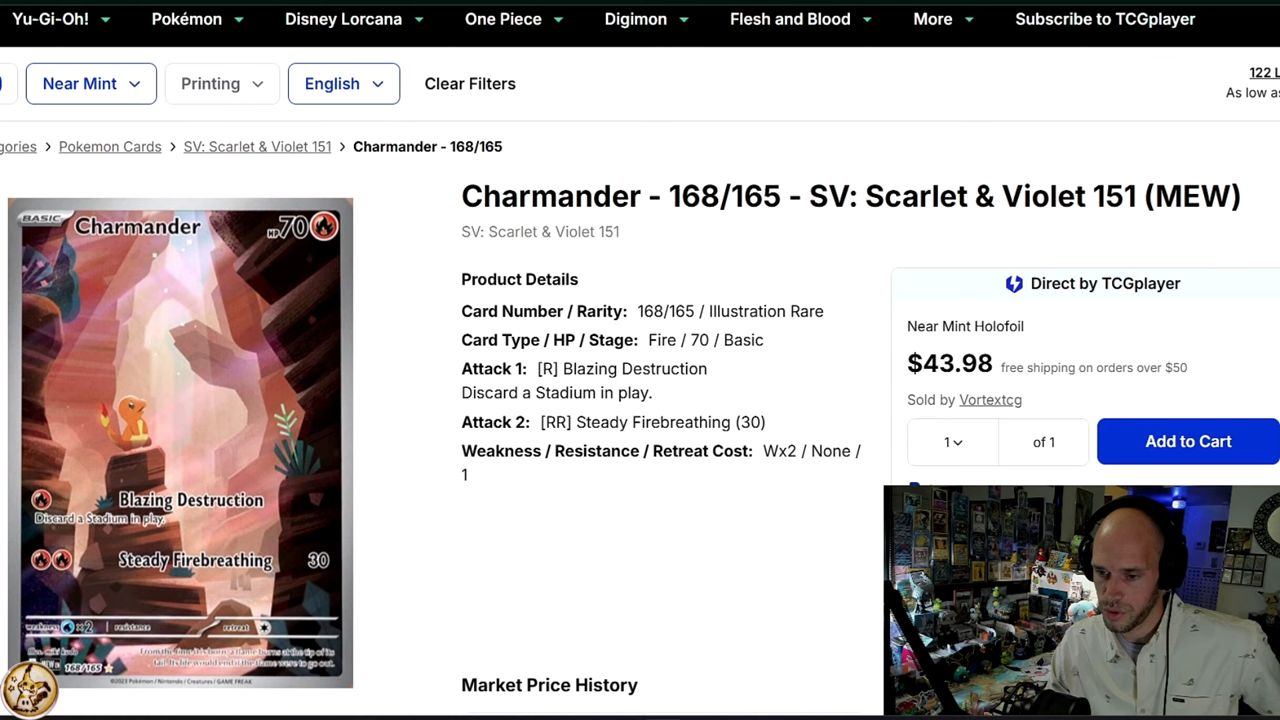 Yu-Gi-Oh! Pokémon Disney Lorcana One Piece Digimon Flesh and Blood More Subscribe to TCGplayer
Near Mint Printing English Clear Filters
122 L
As low as
gories > Pokemon Cards > SV: Scarlet & Violet 151 > Charmander - 168/165
Charmander - 168/165 - SV: Scarlet & Violet 151 (MEW)
SV: Scarlet & Violet 151
BASIC Charmander HP 70
Blazing Destruction
Discard a Stadium in play.
Steady Firebreathing 30
weakness x2 resistance retreat
168/165
©2023 Pokémon / Nintendo / Creatures / GAME FREAK
Product Details
Card Number / Rarity: 168/165 / Illustration Rare
Card Type / HP / Stage: Fire / 70 / Basic
Attack 1: [R] Blazing Destruction
Discard a Stadium in play.
Attack 2: [RR] Steady Firebreathing (30)
Weakness / Resistance / Retreat Cost: Wx2 / None /
1
Market Price History
Direct by TCGplayer
Near Mint Holofoil
$43.98 free shipping on orders over $50
Sold by Vortextcg
1 of 1 Add to Cart